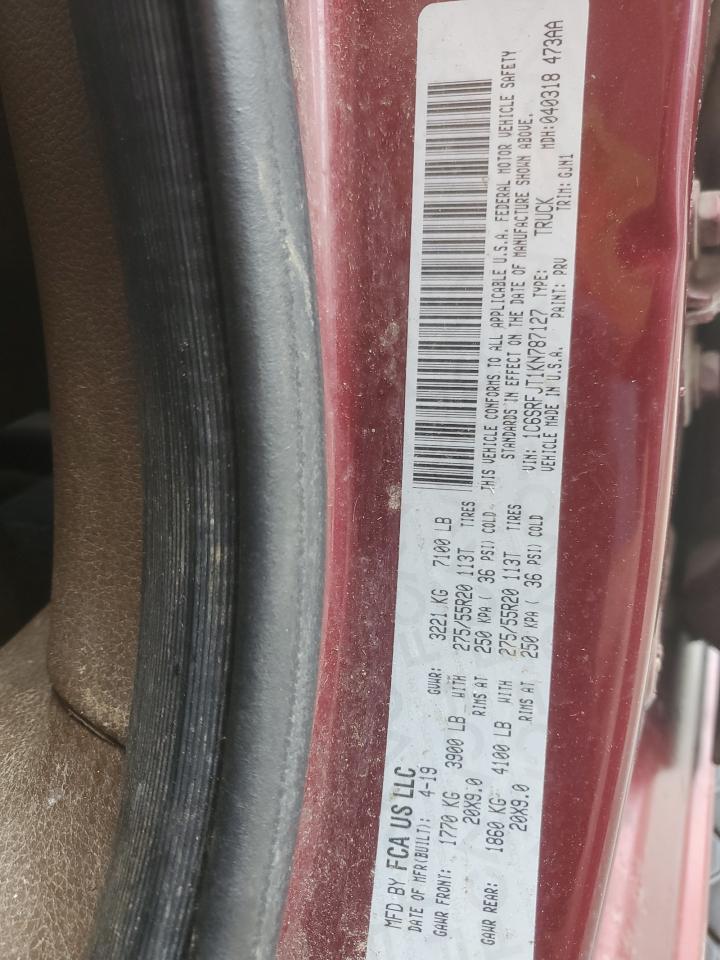 MFD BY FCA US LLC
DATE OF MFR(BUILT): 4-19 GVWR: 3221 KG 7100 LB
GAWR FRONT: 1770 KG 3900 LB WITH 275/55R20 113T TIRES
20X9.0 RIMS AT 250 KPA ( 36 PSI) COLD
GAWR REAR: 1860 KG 4100 LB WITH 275/55R20 113T TIRES
20X9.0 RIMS AT 250 KPA ( 36 PSI) COLD
THIS VEHICLE CONFORMS TO ALL APPLICABLE U.S.A. FEDERAL MOTOR VEHICLE SAFETY
STANDARDS IN EFFECT ON THE DATE OF MANUFACTURE SHOWN ABOVE.
VIN: 1C6SRFJT1KN787127 TYPE: TRUCK MDH:040318 473AA
VEHICLE MADE IN U.S.A. PAINT: PRV TRIM: GJN1